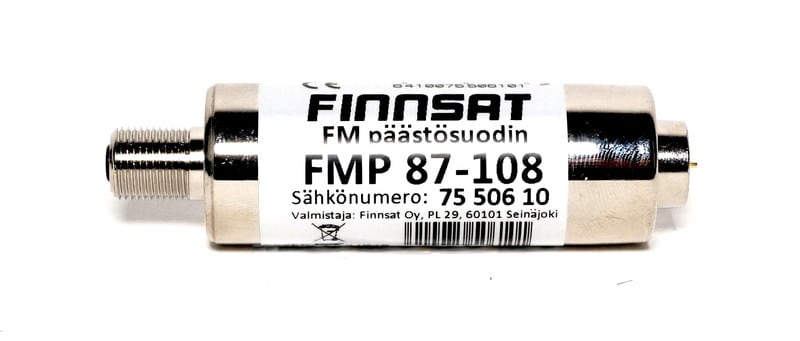 CE
FINNSAT
FM päästösuodin
FMP 87-108
Sähkönumero: 75 506 10
Valmistaja: Finnsat Oy, PL 29, 60101 Seinäjoki